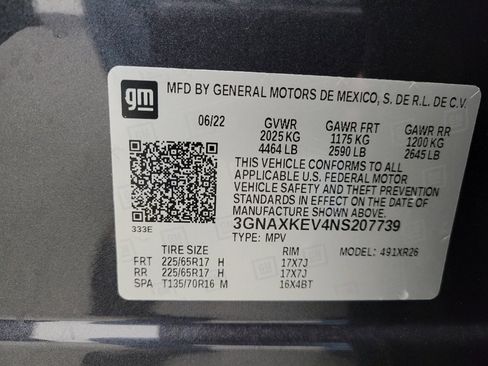 gm
MFD BY GENERAL MOTORS DE MEXICO, S. DE R.L. DE C.V.
06/22 GVWR GAWR FRT GAWR RR
2025 KG 1175 KG 1200 KG
4464 LB 2590 LB 2645 LB
THIS VEHICLE CONFORMS TO ALL
APPLICABLE U.S. FEDERAL MOTOR
VEHICLE SAFETY AND THEFT PREVENTION
STANDARDS IN EFFECT ON THE DATE OF
MANUFACTURE SHOWN ABOVE.
3GNAXKEV4NS207739
333E
TYPE: MPV MODEL: 491XR26
TIRE SIZE RIM
FRT 225/65R17 H 17X7J
RR 225/65R17 H 17X7J
SPA T135/70R16 M 16X4BT